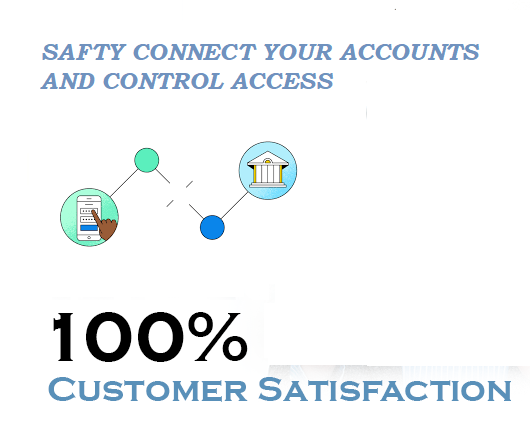 SAFTY CONNECT YOUR ACCOUNTS
AND CONTROL ACCESS
100%
CUSTOMER SATISFACTION